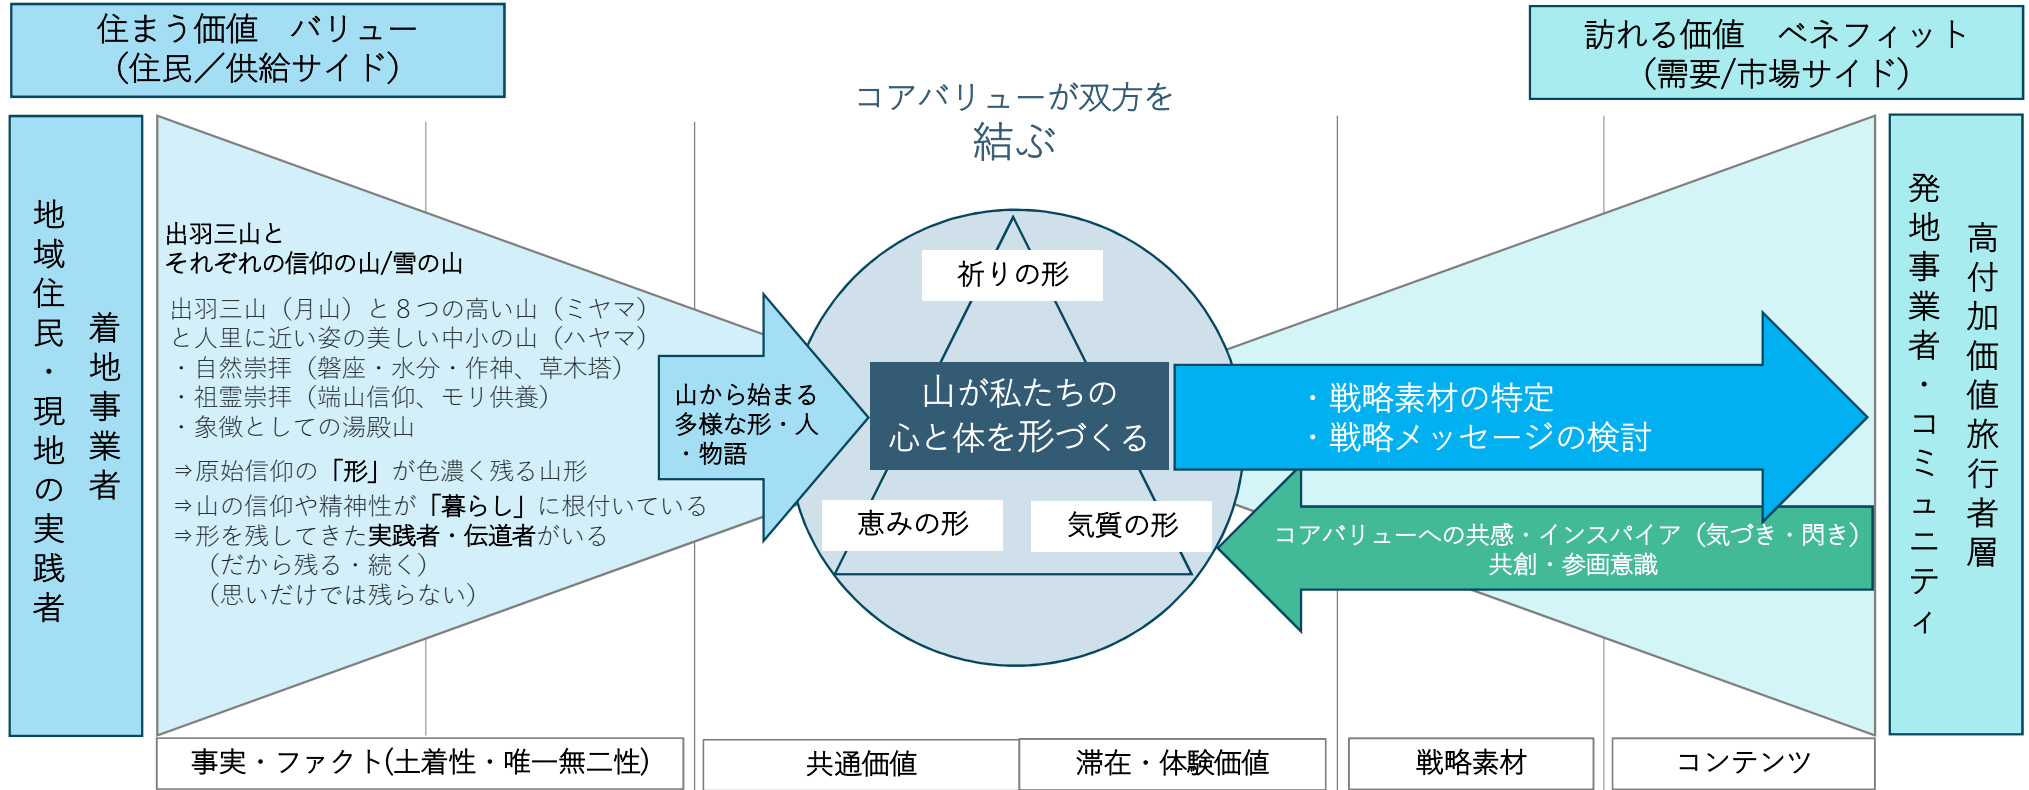 住まう価値　バリュー
(住民／供給サイド)
訪れる価値　ベネフィット
(需要/市場サイド)
コアバリューが双方を
結ぶ
地域住民・現地の実践者
着地事業者
出羽三山と
それぞれの信仰の山/雪の山
出羽三山（月山）と８つの高い山（ミヤマ）
と人里に近い姿の美しい中小の山（ハヤマ）
・自然崇拝（磐座・水分・作神、草木塔）
・祖霊崇拝（端山信仰、モリ供養）
・象徴としての湯殿山
⇒原始信仰の「形」が色濃く残る山形
⇒山の信仰や精神性が「暮らし」に根付いている
⇒形を残してきた実践者・伝道者がいる
（だから残る・続く）
（思いだけでは残らない）
山から始まる
多様な形・人
・物語
祈りの形
山が私たちの
心と体を形づくる
恵みの形
気質の形
・戦略素材の特定
・戦略メッセージの検討
コアバリューへの共感・インスパイア（気づき・閃き）
共創・参画意識
発地事業者・コミュニティ
高付加価値旅行者層
事実・ファクト(土着性・唯一無二性)
共通価値
滞在・体験価値
戦略素材
コンテンツ